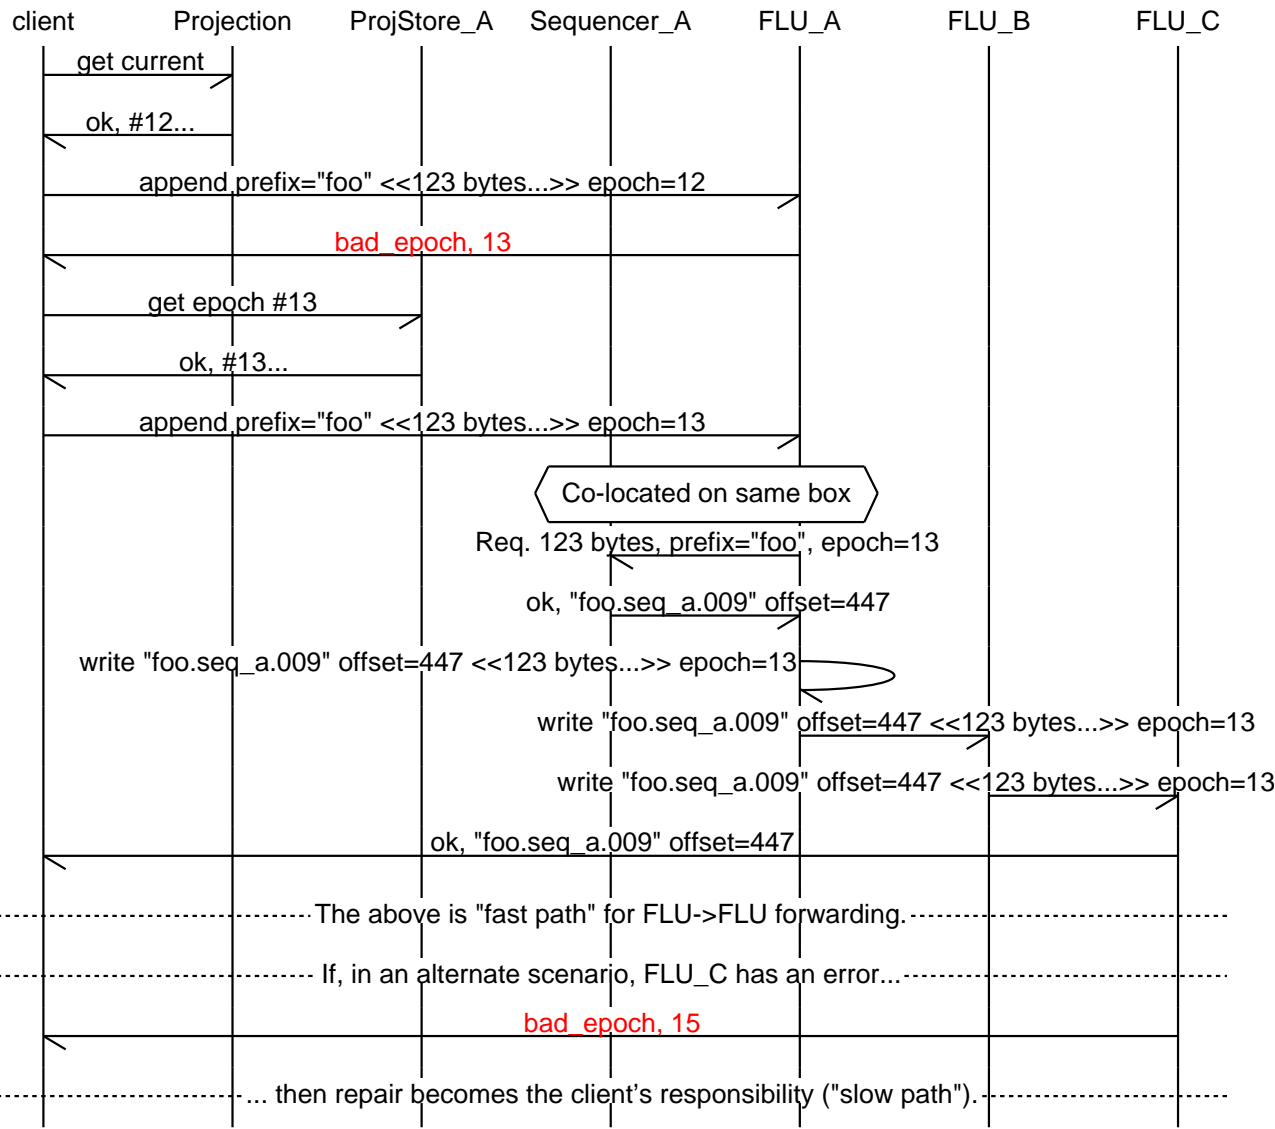 client Projection ProjStore_A Sequencer_A FLU_A FLU_B FLU_C
get current
ok, #12...
append prefix="foo" <<123 bytes...>> epoch=12
bad_epoch, 13
get epoch #13
ok, #13...
append prefix="foo" <<123 bytes...>> epoch=13
Co-located on same box
Req. 123 bytes, prefix="foo", epoch=13
ok, "foo.seq_a.009" offset=447
write "foo.seq_a.009" offset=447 <<123 bytes...>> epoch=13
write "foo.seq_a.009" offset=447 <<123 bytes...>> epoch=13
write "foo.seq_a.009" offset=447 <<123 bytes...>> epoch=13
ok, "foo.seq_a.009" offset=447
The above is "fast path" for FLU->FLU forwarding.
If, in an alternate scenario, FLU_C has an error...
bad_epoch, 15
... then repair becomes the client's responsibility ("slow path").